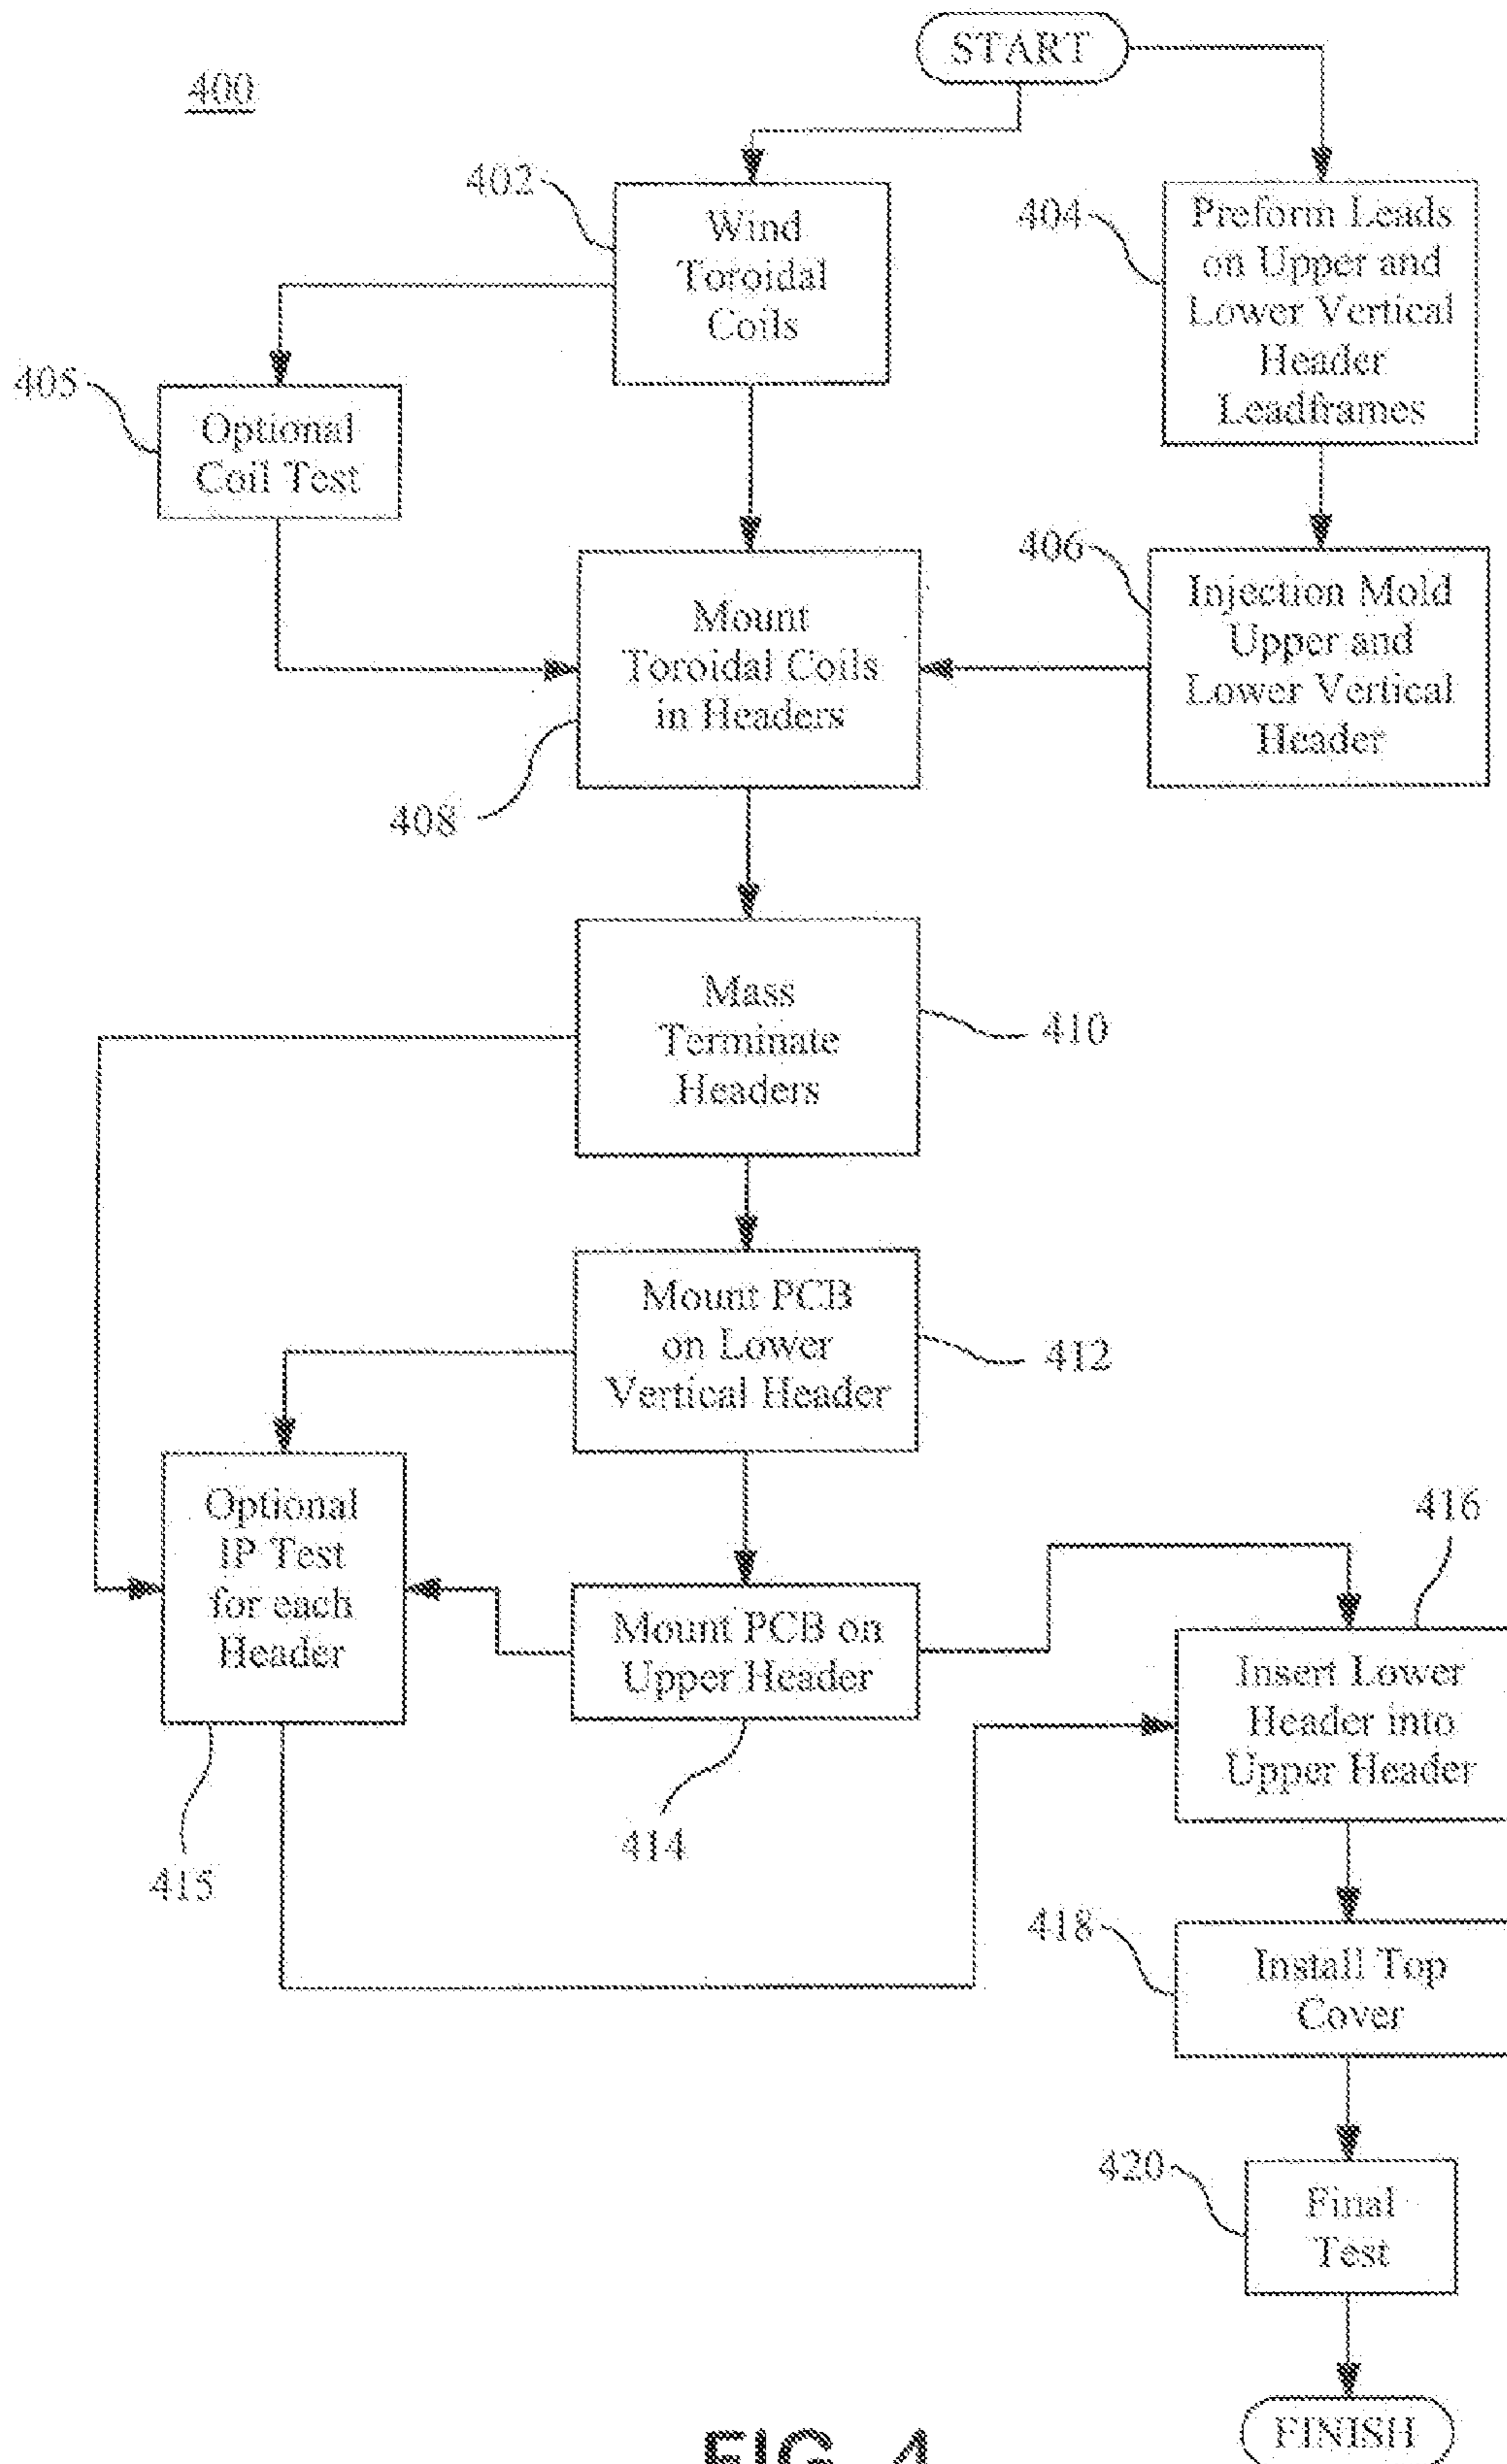 START
400
402
Wind
Toroidal
Coils
404
Preform Leads
on Upper and
Lower Vertical
Header
Leadframes
405
Optional
Coil Test
406
Injection Mold
Upper and
Lower Vertical
Header
Mount
Toroidal Coils
in Headers
408
Mass
Terminate
Headers
410
Mount PCB
on Lower
Vertical Header
412
Optional
IP Test
for each
Header
415
Mount PCB on
Upper Header
414
416
Insert Lower
Header into
Upper Header
418
Install Top
Cover
420
Final
Test
FINISH
FIG. 4